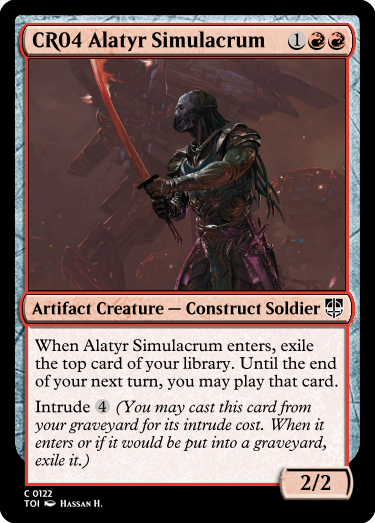 CR04 Alatyr Simulacrum 1
Artifact Creature — Construct Soldier
When Alatyr Simulacrum enters, exile
the top card of your library. Until the end
of your next turn, you may play that card.
Intrude 4 (You may cast this card from
your graveyard for its intrude cost. When it
enters or if it would be put into a graveyard,
exile it.)
2/2
C 0122
TOI HASSAN H.